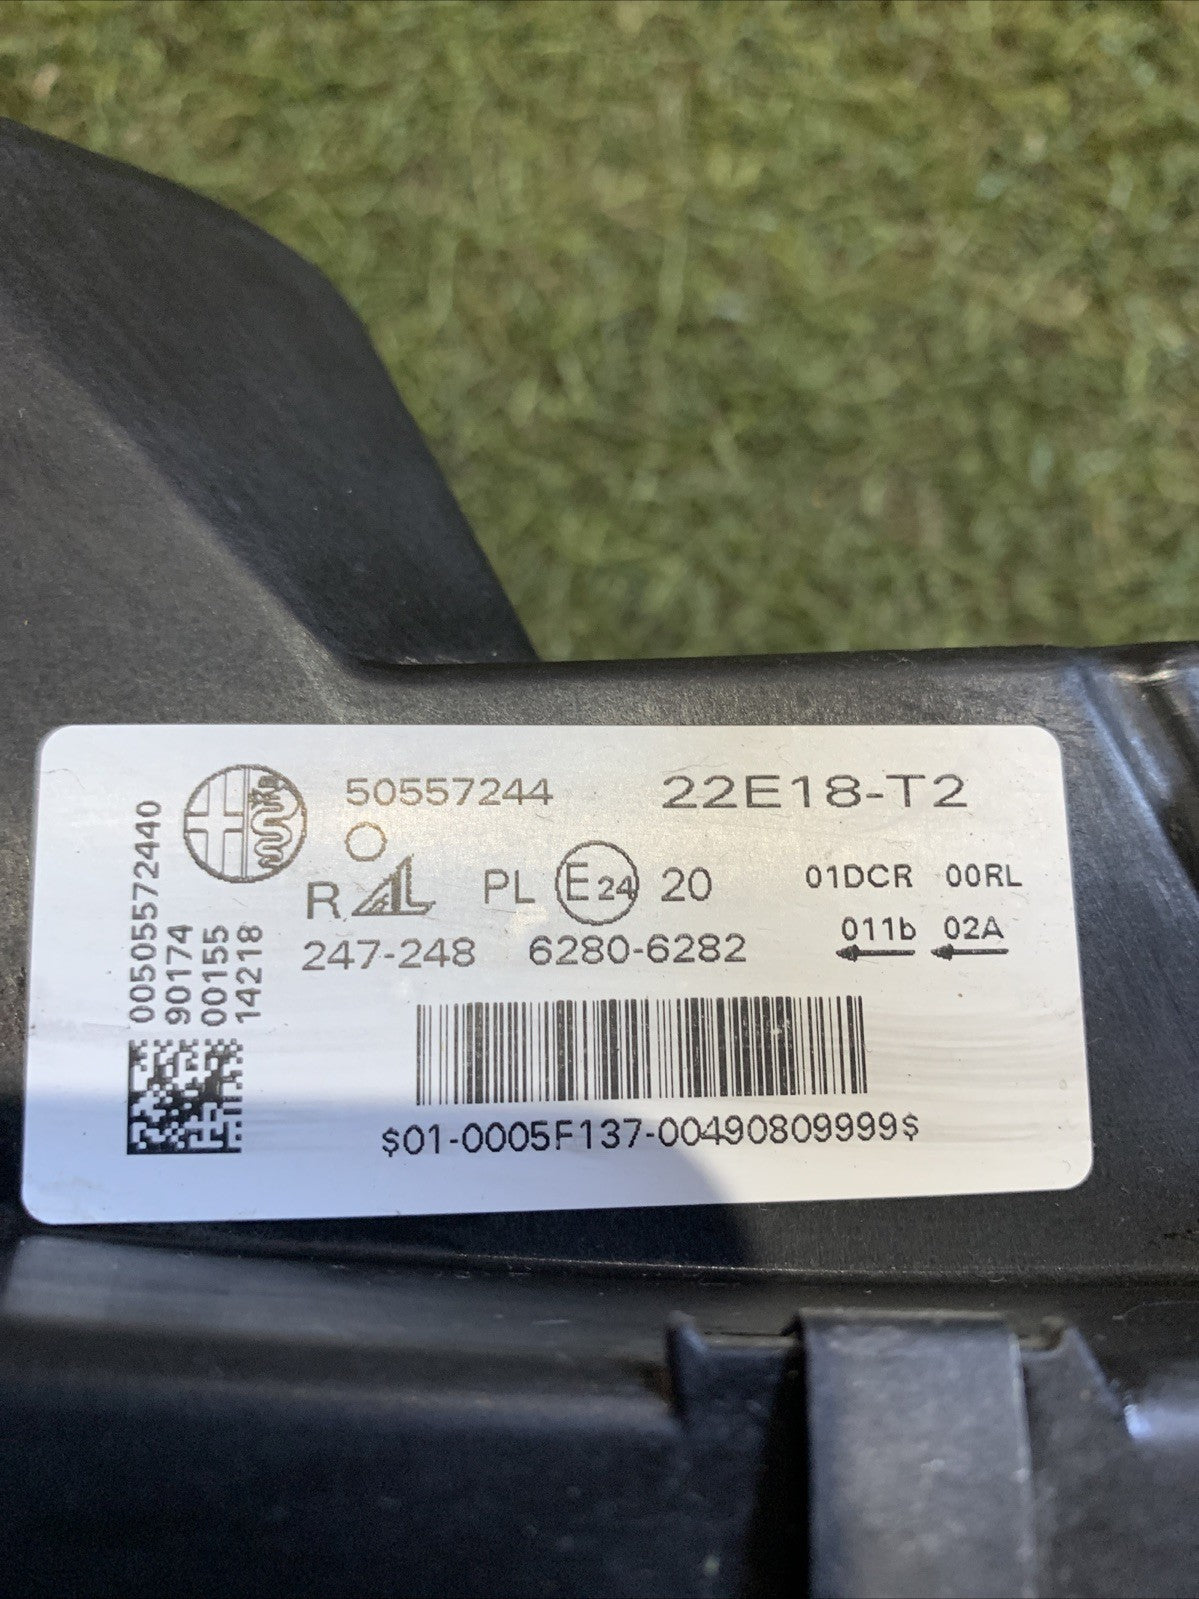 50557244
22E18-T2
R AL PL E24 20
01DCR 00RL
011b 02A
247-248 6280-6282
$01-0005F137-00490809999$
00505572440
90174
00155
14218